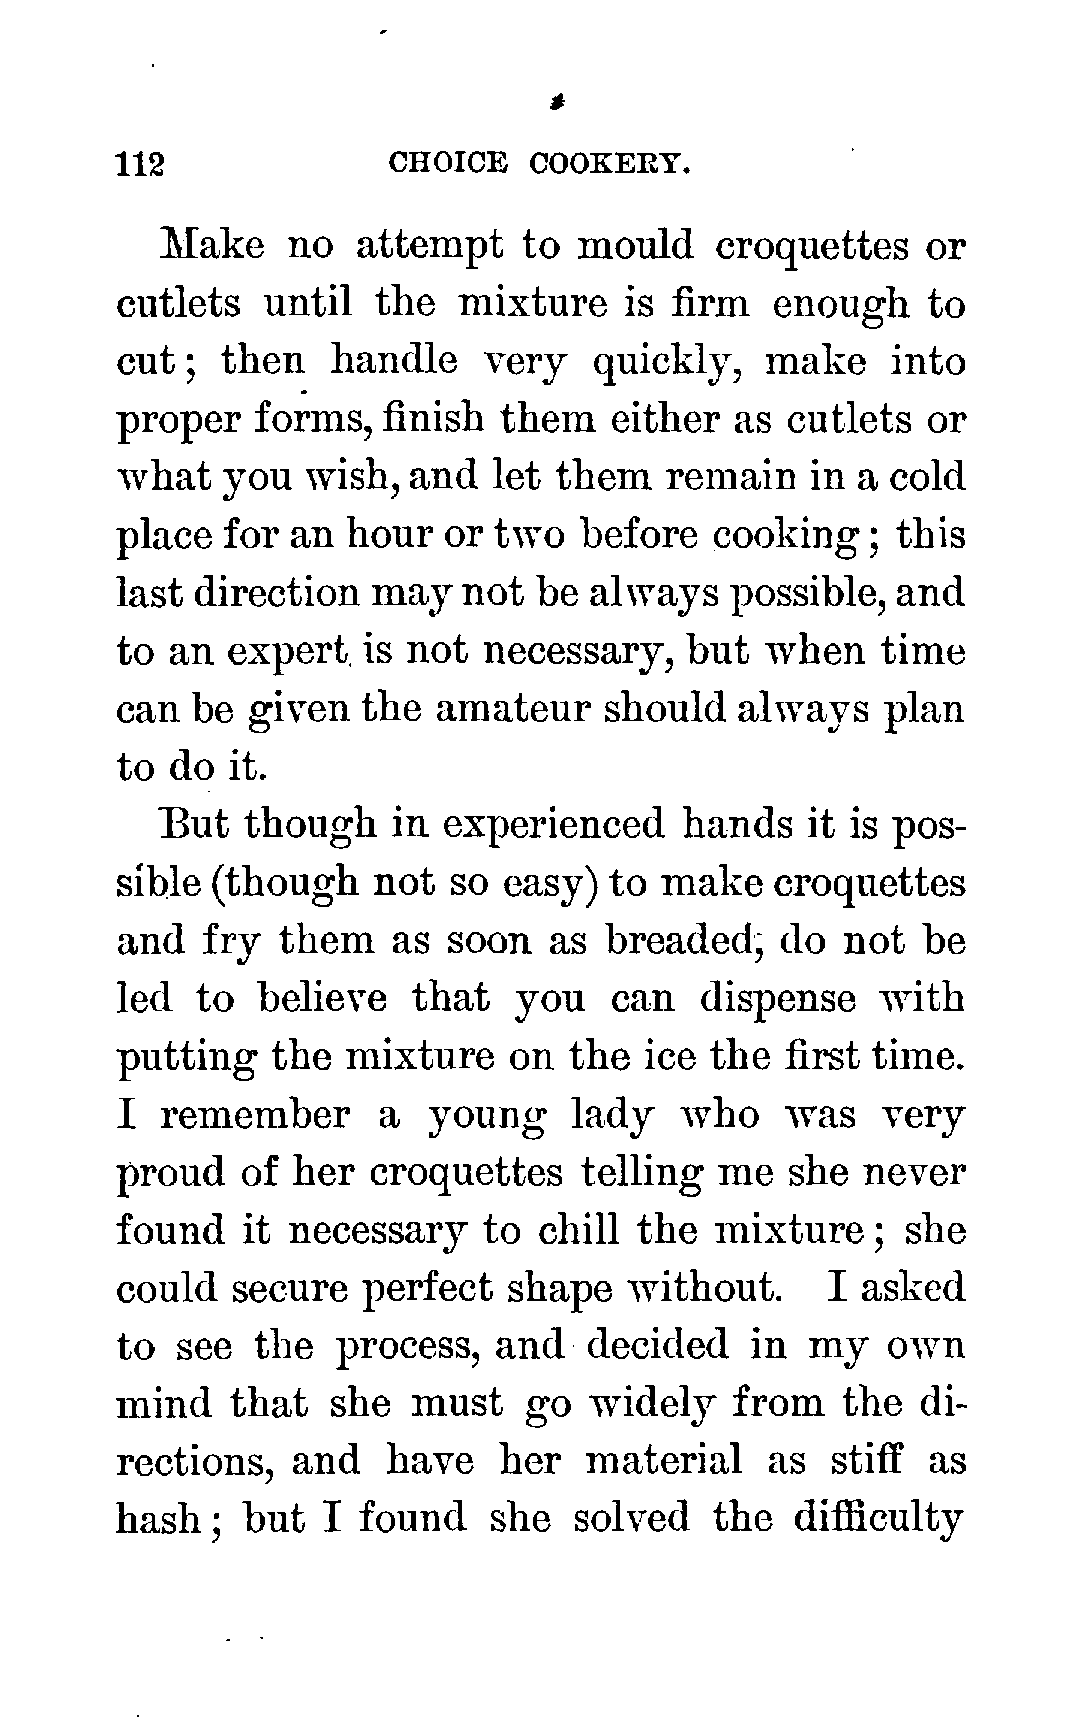 112 CHOICE COOKERY.
Make no attempt to mould croquettes or
cutlets until the mixture is firm enough to
cut; then handle very quickly, make into
proper forms, finish them either as cutlets or
what you wish, and let them remain in a cold
place for an hour or two before cooking; this
last direction may not be always possible, and
to an expert is not necessary, but when time
can be given the amateur should always plan
to do it.
But though in experienced hands it is pos-
sible (though not so easy) to make croquettes
and fry them as soon as breaded; do not be
led to believe that you can dispense with
putting the mixture on the ice the first time.
I remember a young lady who was very
proud of her croquettes telling me she never
found it necessary to chill the mixture; she
could secure perfect shape without. I asked
to see the process, and decided in my own
mind that she must go widely from the di-
rections, and have her material as stiff as
hash; but I found she solved the difficulty